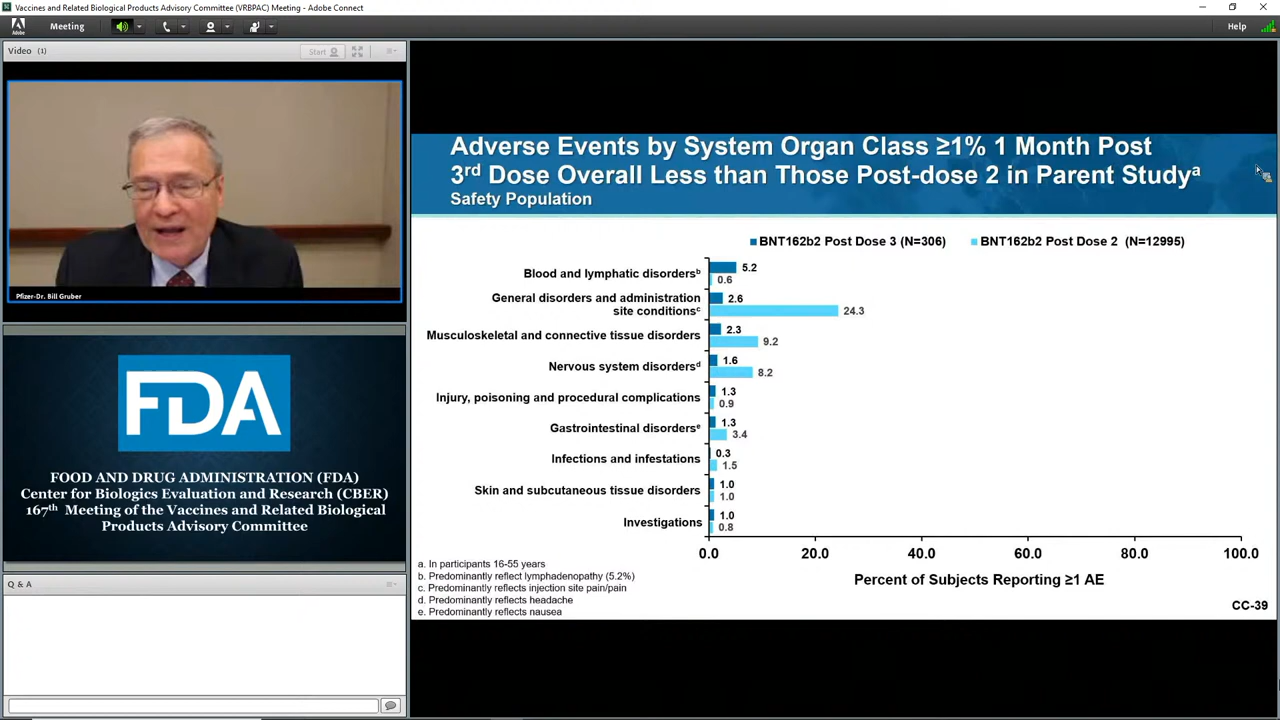 Vaccines and Related Biological Products Advisory Committee (VRBPAC) Meeting - Adobe Connect
Meeting
Help
Video (1)
Start
Pfizer-Dr. Bill Gruber
FDA
FOOD AND DRUG ADMINISTRATION (FDA)
Center for Biologics Evaluation and Research (CBER)
167th Meeting of the Vaccines and Related Biological
Products Advisory Committee
Q & A
Adverse Events by System Organ Class ≥1% 1 Month Post
3rd Dose Overall Less than Those Post-dose 2 in Parent Studya
Safety Population
BNT162b2 Post Dose 3 (N=306) BNT162b2 Post Dose 2 (N=12995)
Blood and lymphatic disordersb 5.2
0.6
General disorders and administration 2.6
site conditionsc 24.3
Musculoskeletal and connective tissue disorders 2.3
9.2
Nervous system disordersd 1.6
8.2
Injury, poisoning and procedural complications 1.3
0.9
Gastrointestinal disorderse 1.3
3.4
Infections and infestations 0.3
1.5
Skin and subcutaneous tissue disorders 1.0
1.0
Investigations 1.0
0.8
0.0 20.0 40.0 60.0 80.0 100.0
Percent of Subjects Reporting ≥1 AE
a. In participants 16-55 years
b. Predominantly reflect lymphadenopathy (5.2%)
c. Predominantly reflects injection site pain/pain
d. Predominantly reflects headache
e. Predominantly reflects nausea
CC-39